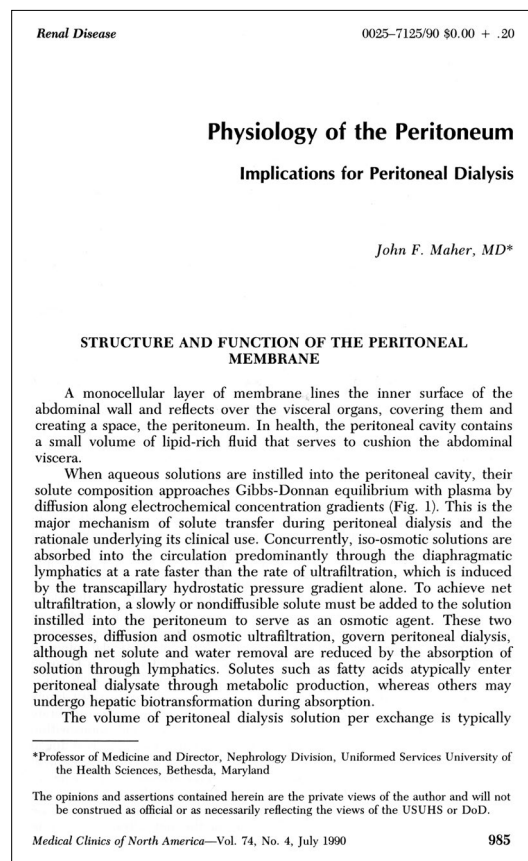 Renal Disease
0025–7125/90 $0.00 + .20
Physiology of the Peritoneum
Implications for Peritoneal Dialysis
John F. Maher, MD*
STRUCTURE AND FUNCTION OF THE PERITONEAL
MEMBRANE
A monocellular layer of membrane lines the inner surface of the
abdominal wall and reflects over the visceral organs, covering them and
creating a space, the peritoneum. In health, the peritoneal cavity contains
a small volume of lipid-rich fluid that serves to cushion the abdominal
viscera.
When aqueous solutions are instilled into the peritoneal cavity, their
solute composition approaches Gibbs-Donnan equilibrium with plasma by
diffusion along electrochemical concentration gradients (Fig. 1). This is the
major mechanism of solute transfer during peritoneal dialysis and the
rationale underlying its clinical use. Concurrently, iso-osmotic solutions are
absorbed into the circulation predominantly through the diaphragmatic
lymphatics at a rate faster than the rate of ultrafiltration, which is induced
by the transcapillary hydrostatic pressure gradient alone. To achieve net
ultrafiltration, a slowly or nondiffusible solute must be added to the solution
instilled into the peritoneum to serve as an osmotic agent. These two
processes, diffusion and osmotic ultrafiltration, govern peritoneal dialysis,
although net solute and water removal are reduced by the absorption of
solution through lymphatics. Solutes such as fatty acids atypically enter
peritoneal dialysate through metabolic production, whereas others may
undergo hepatic biotransformation during absorption.
The volume of peritoneal dialysis solution per exchange is typically
*Professor of Medicine and Director, Nephrology Division, Uniformed Services University of
the Health Sciences, Bethesda, Maryland
The opinions and assertions contained herein are the private views of the author and will not
be construed as official or as necessarily reflecting the views of the USUHS or DoD.
Medical Clinics of North America—Vol. 74, No. 4, July 1990
985